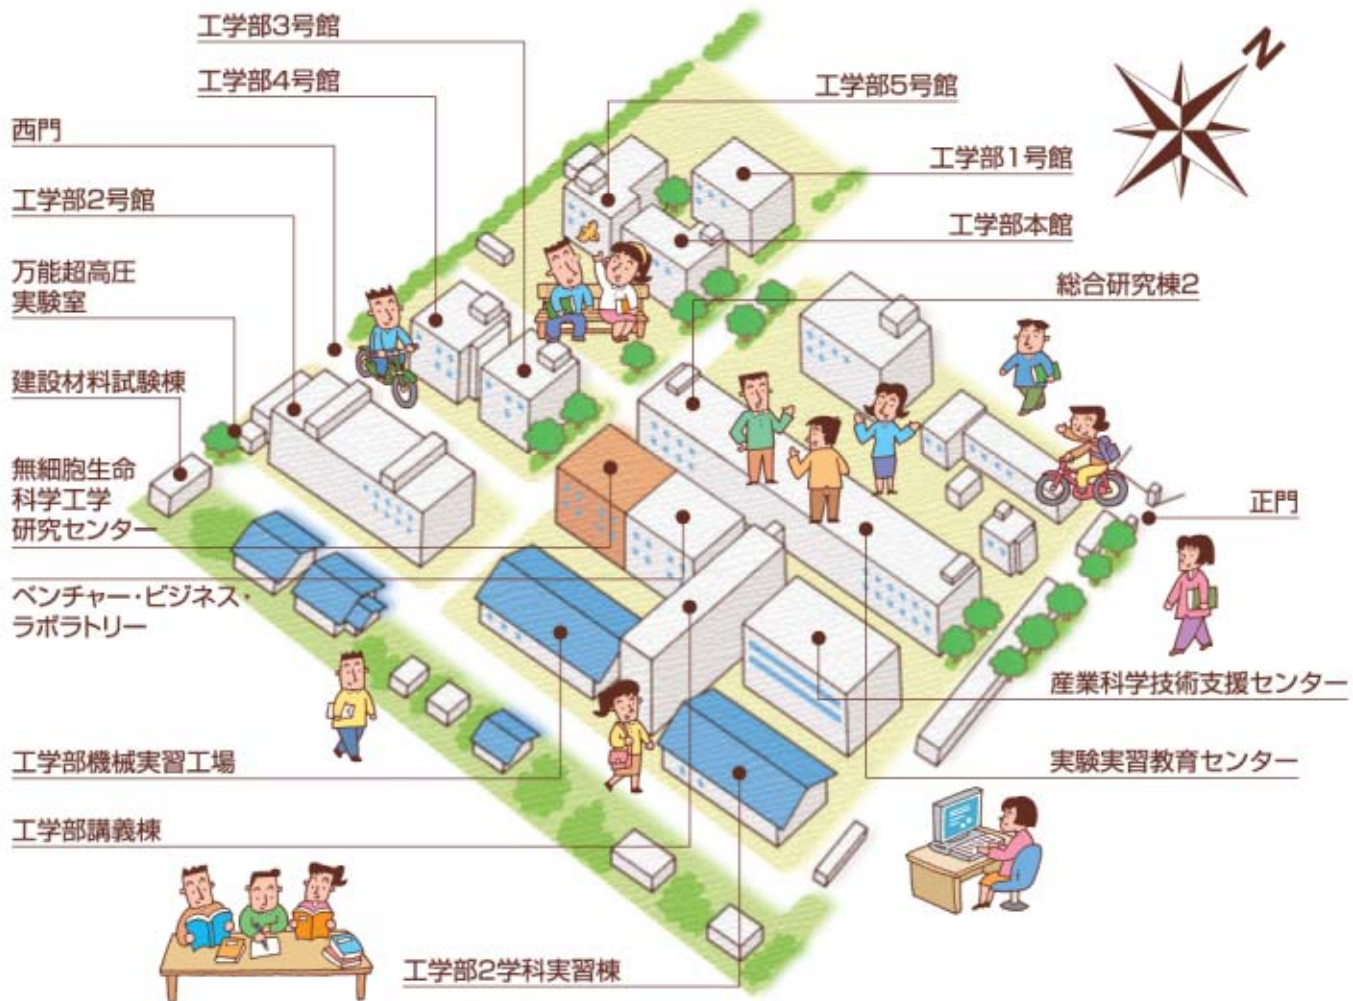 工学部3号館
工学部4号館
西門
工学部2号館
万能超高圧
実験室
建設材料試験棟
無細胞生命
科学工学
研究センター
ベンチャー・ビジネス・
ラボラトリー
工学部機械実習工場
工学部講義棟
工学部2学科実習棟
工学部5号館
工学部1号館
工学部本館
総合研究棟2
正門
産業科学技術支援センター
実験実習教育センター
N